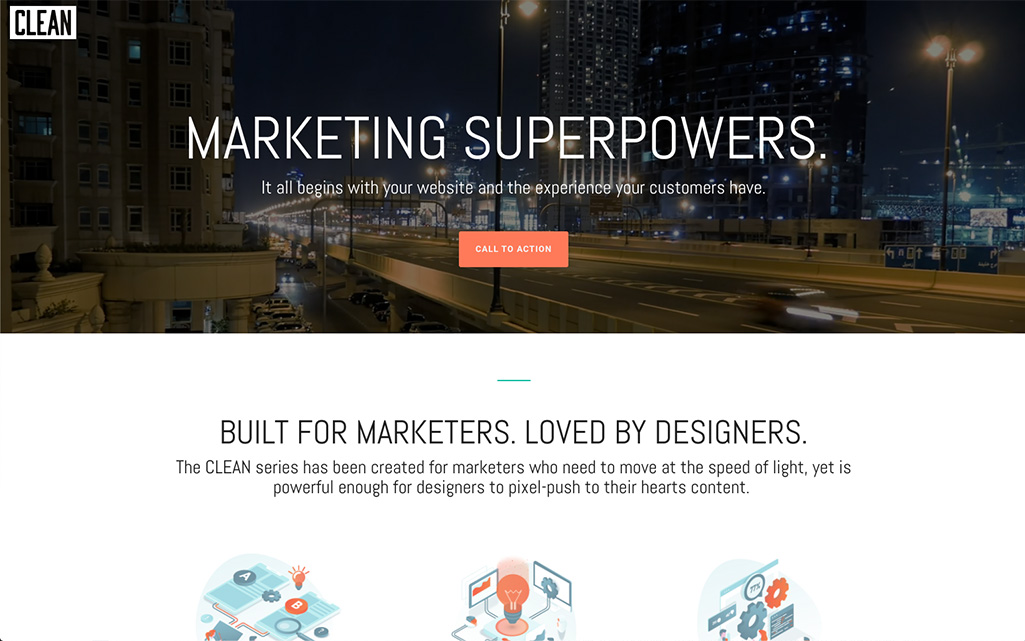 CLEAN
MARKETING SUPERPOWERS.
It all begins with your website and the experience your customers have.
CALL TO ACTION
BUILT FOR MARKETERS. LOVED BY DESIGNERS.
The CLEAN series has been created for marketers who need to move at the speed of light, yet is
powerful enough for designers to pixel-push to their hearts content.
A
B